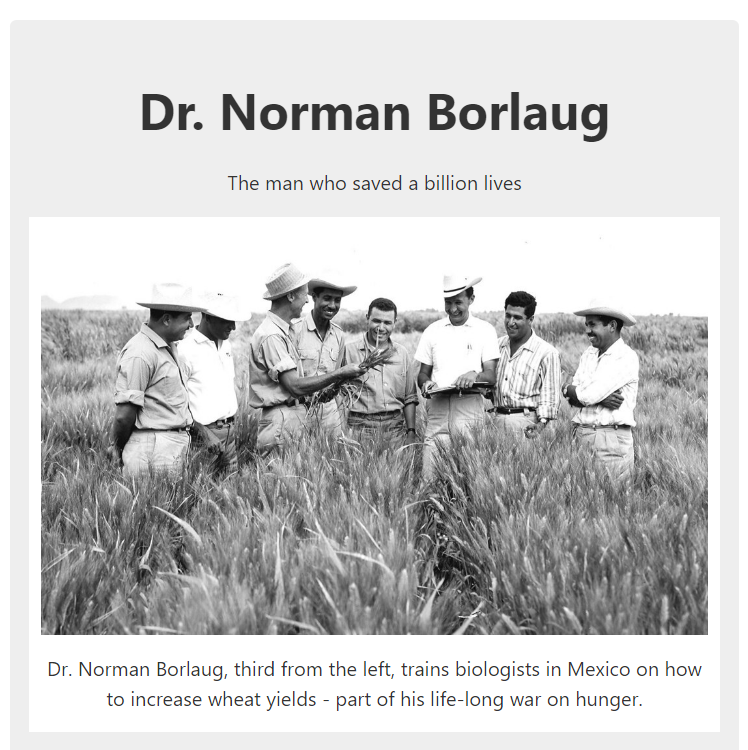 Dr. Norman Borlaug
The man who saved a billion lives
Dr. Norman Borlaug, third from the left, trains biologists in Mexico on how
to increase wheat yields - part of his life-long war on hunger.